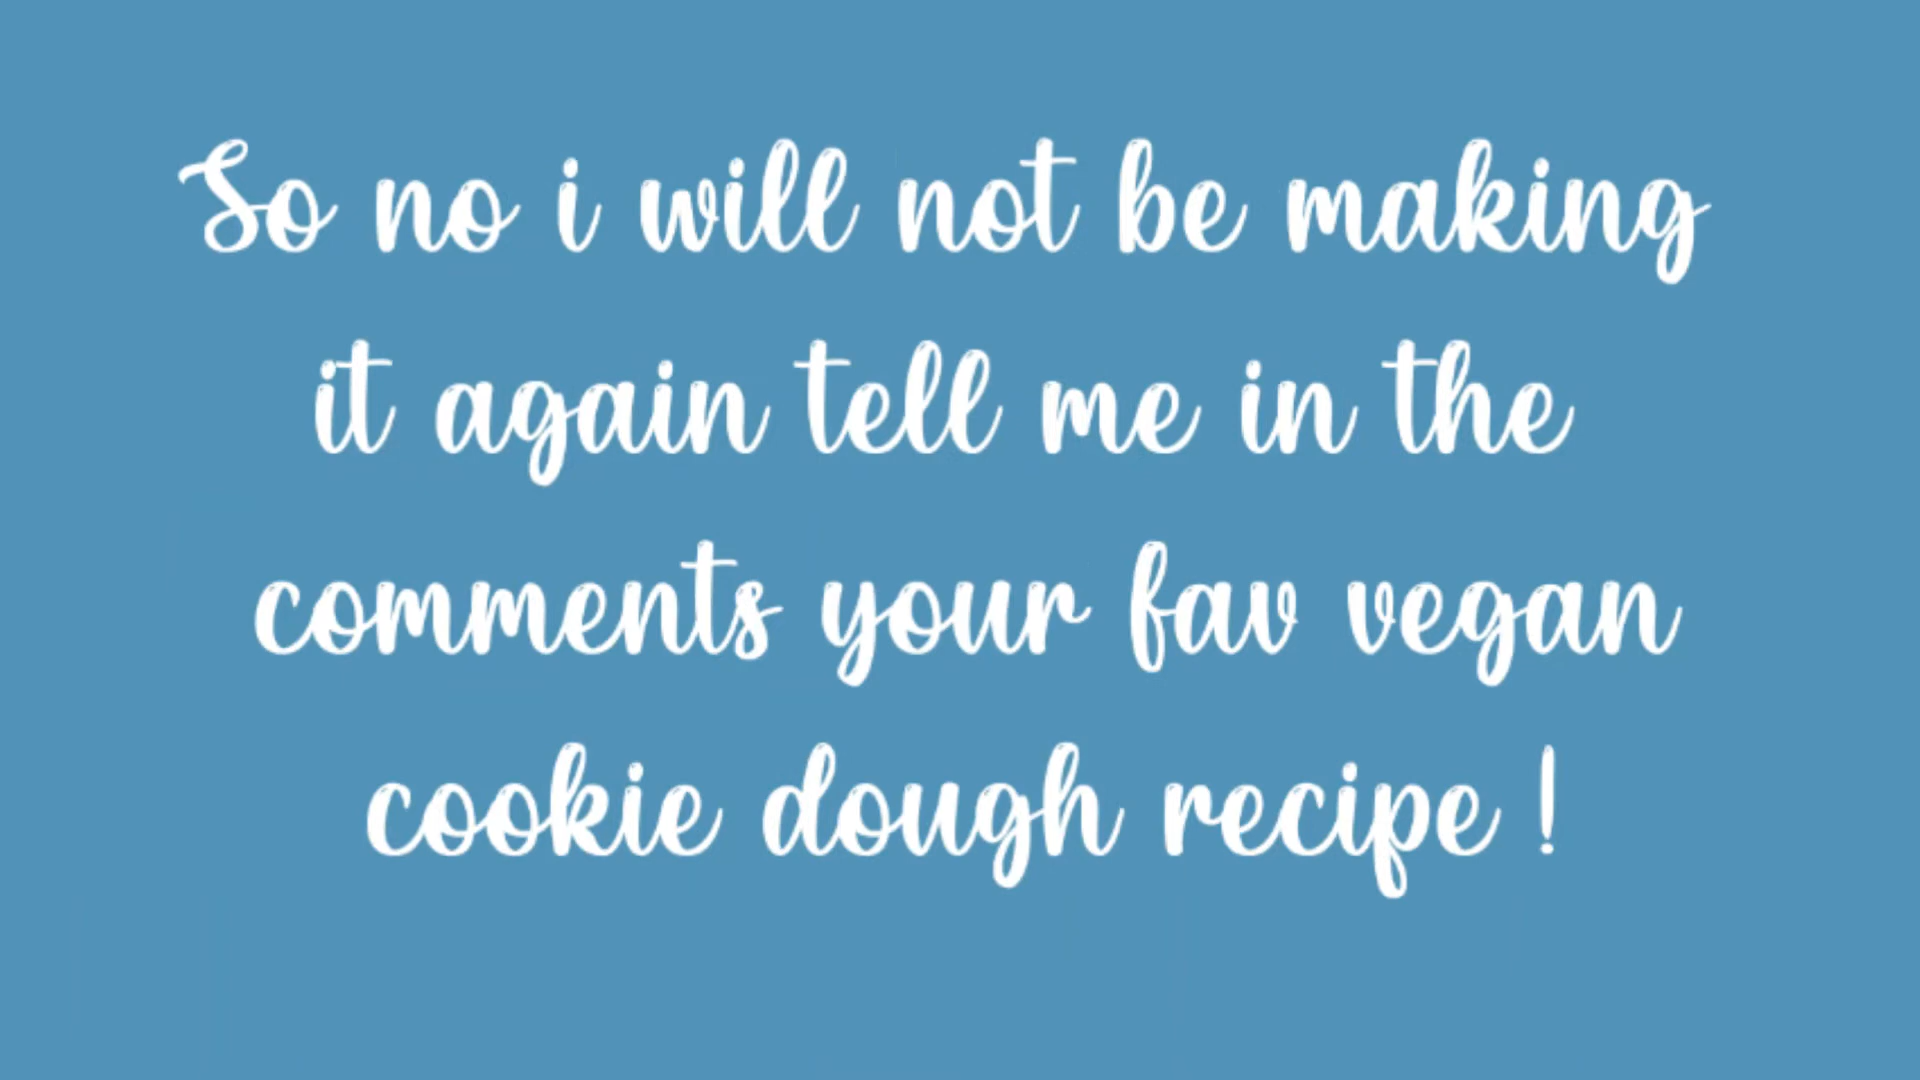 So no i will not be making
it again tell me in the
comments your fav vegan
cookie dough recipe !